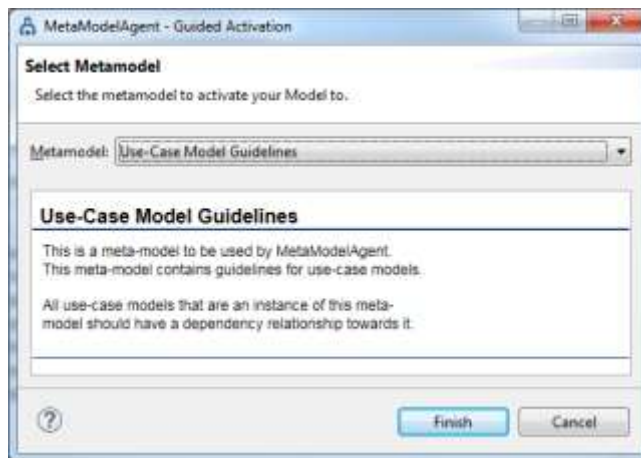 MetaModelAgent - Guided Activation
Select Metamodel
Select the metamodel to activate your Model to.
Metamodel: Use-Case Model Guidelines
Use-Case Model Guidelines
This is a meta-model to be used by MetaModelAgent.
This meta-model contains guidelines for use-case models.
All use-case models that are an instance of this meta-
model should have a dependency relationship towards it.
?
Finish Cancel